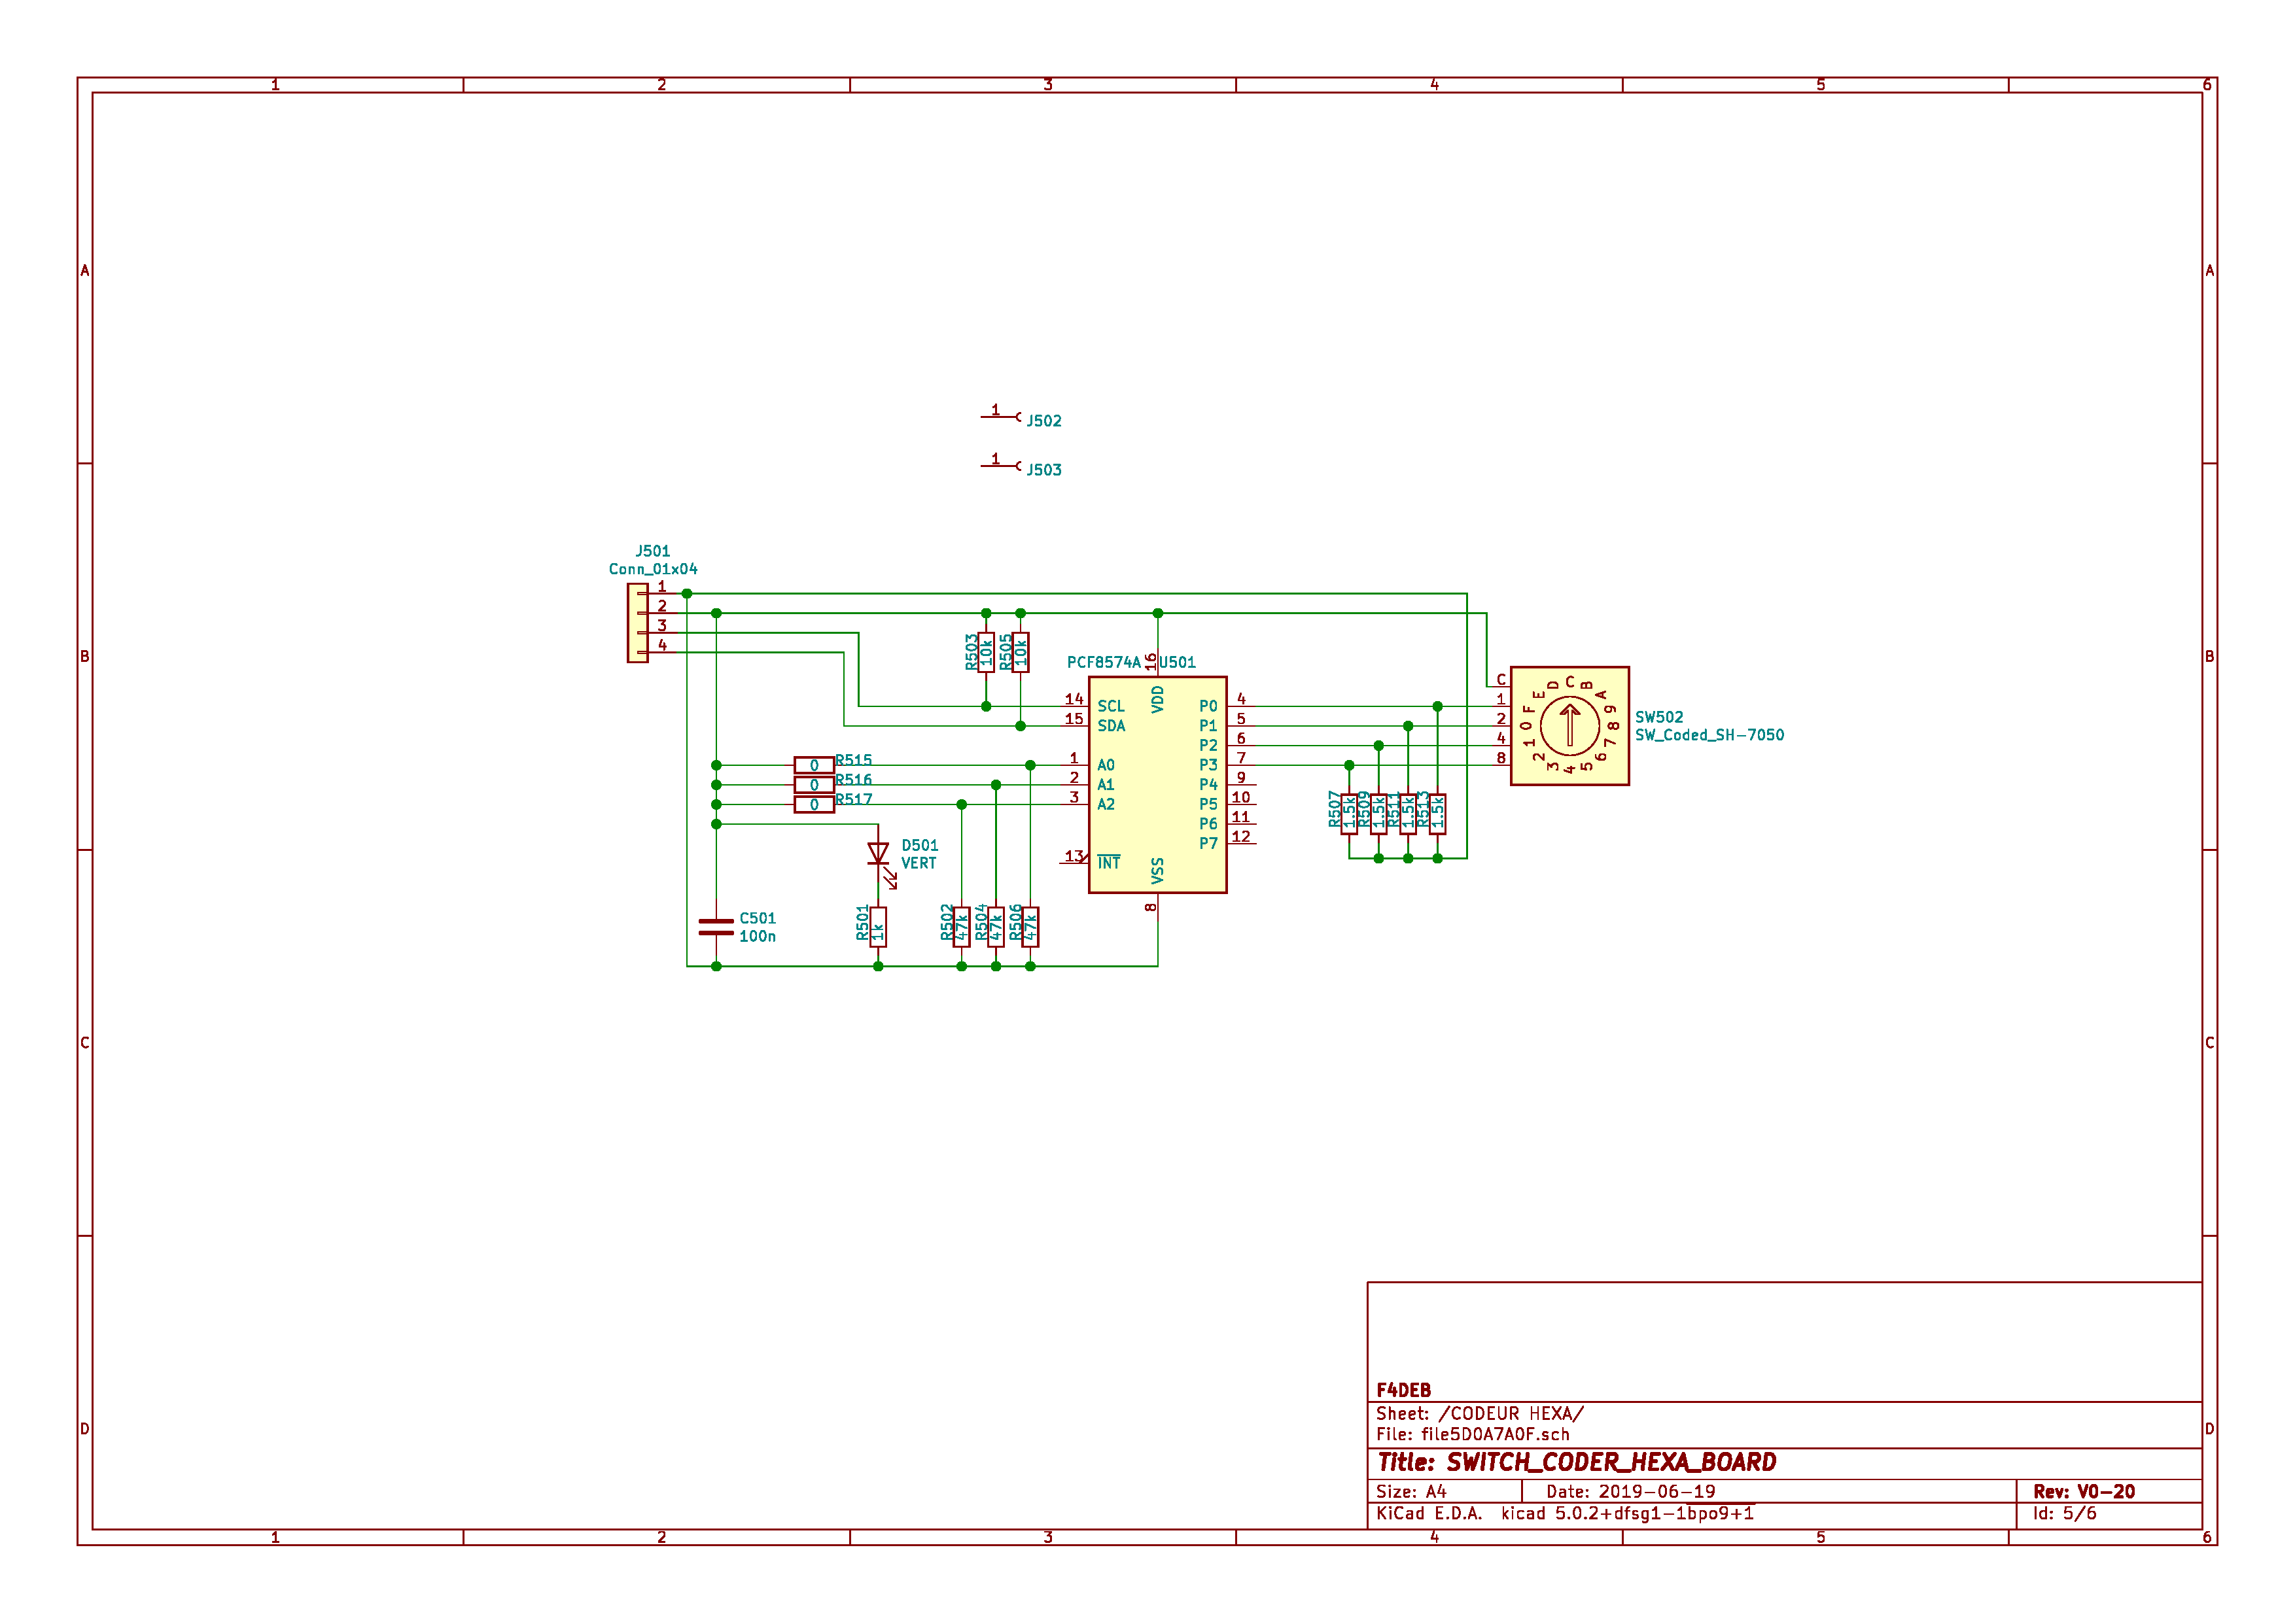 1 2 3 4 5 6
A A
1
J502
1
J503
J501
Conn_01x04
1
2
3
4
R503
10k
R505
10k
PCF8574A
U501
16
VDD
14 SCL
15 SDA
1 A0
2 A1
3 A2
13 INT
P0 4
P1 5
P2 6
P3 7
P4 9
P5 10
P6 11
P7 12
VSS
8
C
1
2
4
8
0 1 2 3 4 5 6 7 8 9 A B C D E F
SW502
SW_Coded_SH-7050
B B
0 R515
0 R516
0 R517
R507
1.5k
R509
1.5k
R511
1.5k
R513
1.5k
D501
VERT
C501
100n
R501
1k
R502
47k
R504
47k
R506
47k
C C
D D
F4DEB
Sheet: /CODEUR HEXA/
File: file5D0A7A0F.sch
Title: SWITCH_CODER_HEXA_BOARD
Size: A4 Date: 2019-06-19 Rev: V0-20
KiCad E.D.A. kicad 5.0.2+dfsg1-1bpo9+1 Id: 5/6
1 2 3 4 5 6